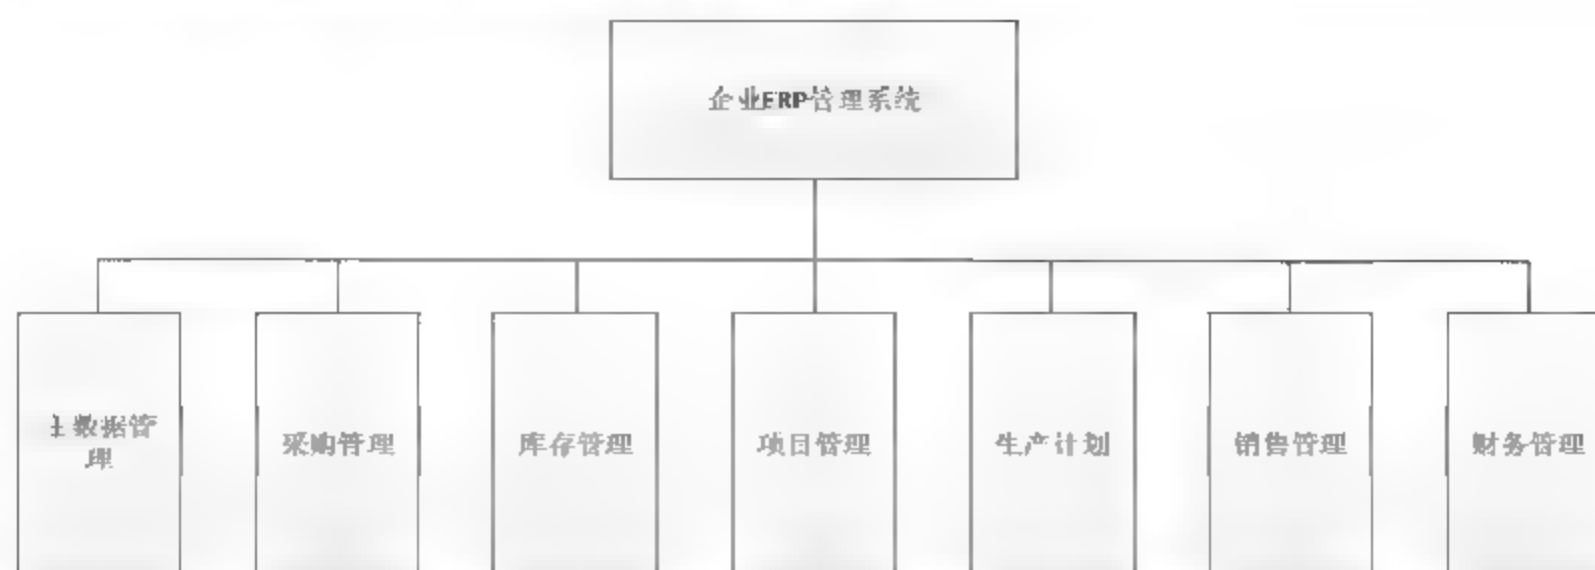 企业ERP管理系统
主数据管
理
采购管理
库存管理
项目管理
生产计划
销售管理
财务管理